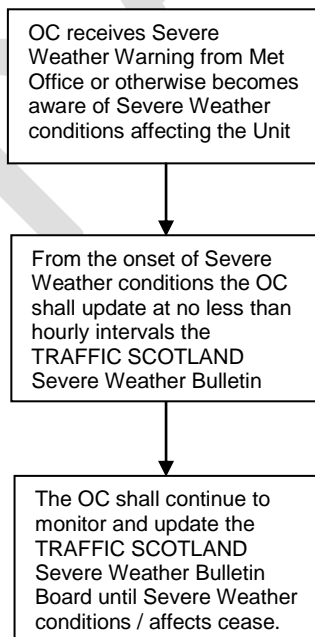 OC receives Severe
Weather Warning from Met
Office or otherwise becomes
aware of Severe Weather
conditions affecting the Unit
From the onset of Severe
Weather conditions the OC
shall update at no less than
hourly intervals the
TRAFFIC SCOTLAND
Severe Weather Bulletin
The OC shall continue to
monitor and update the
TRAFFIC SCOTLAND
Severe Weather Bulletin
Board until Severe Weather
conditions / affects cease.